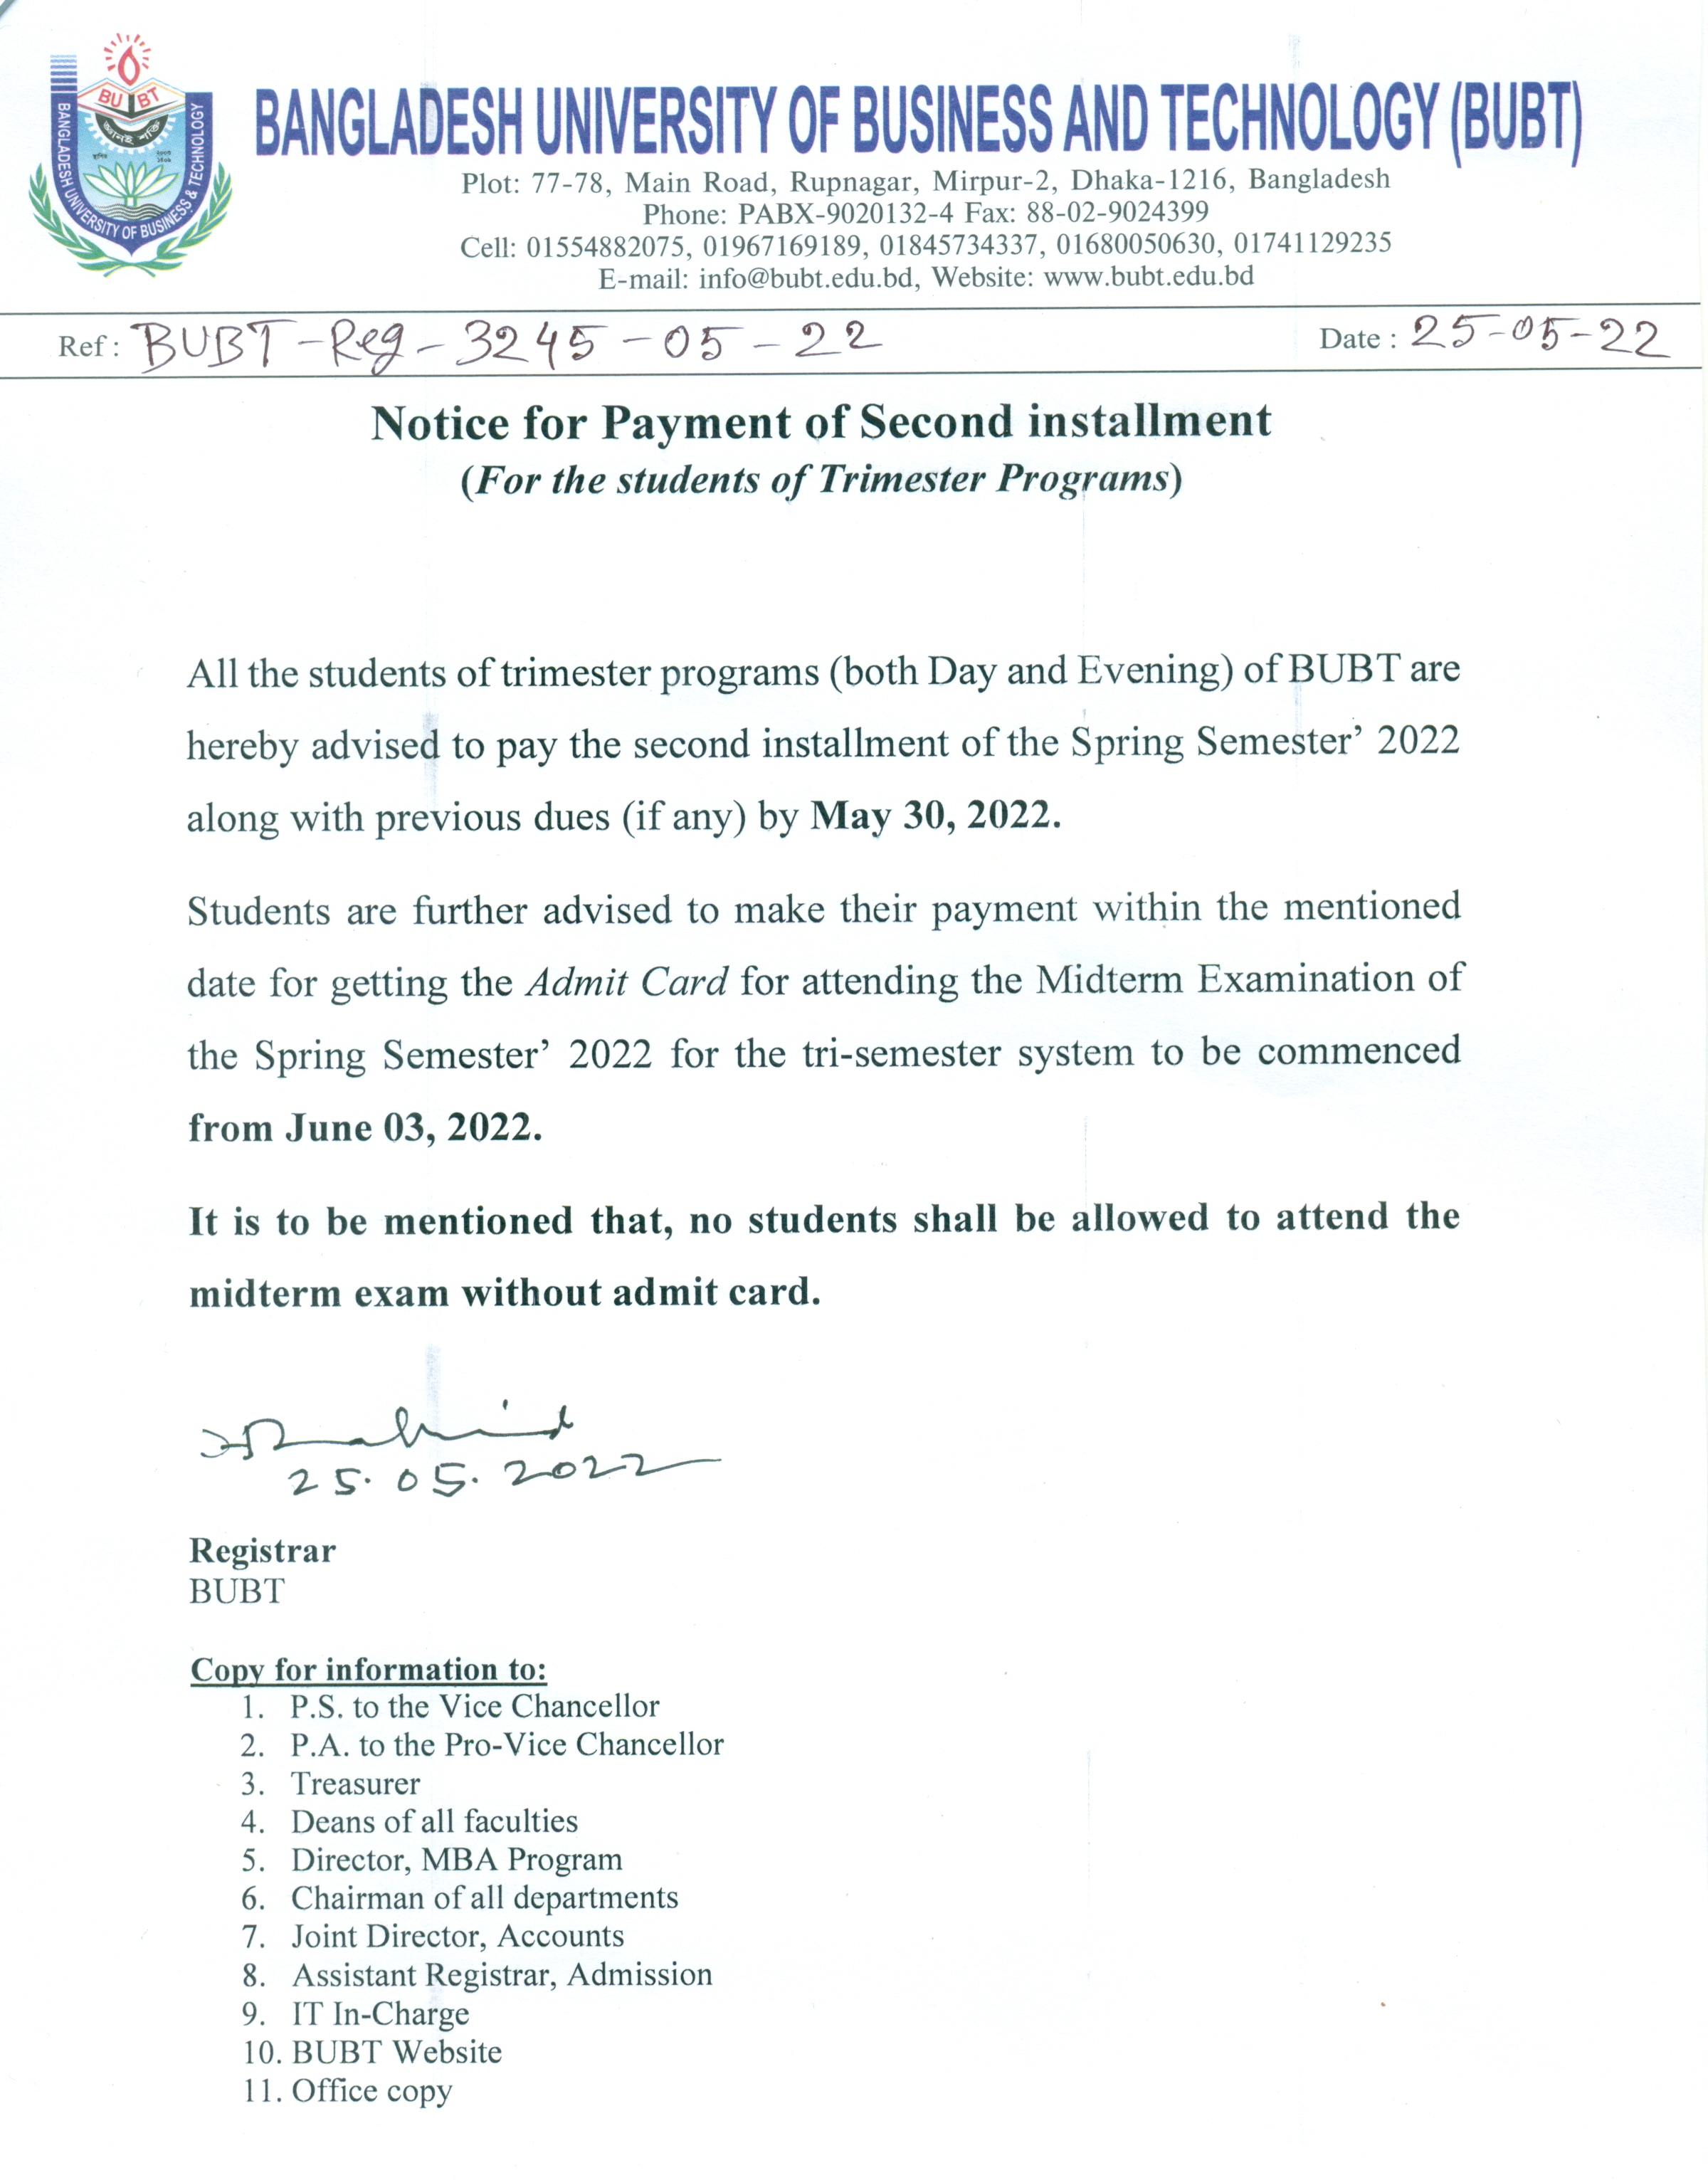 BU BT
জ্ঞানই শক্তি
স্থাপিত ২০০৩
BANGLADESH UNIVERSITY OF BUSINESS & TECHNOLOGY
BANGLADESH UNIVERSITY OF BUSINESS AND TECHNOLOGY (BUBT)
Plot: 77-78, Main Road, Rupnagar, Mirpur-2, Dhaka-1216, Bangladesh
Phone: PABX-9020132-4 Fax: 88-02-9024399
Cell: 01554882075, 01967169189, 01845734337, 01680050630, 01741129235
E-mail: info@bubt.edu.bd, Website: www.bubt.edu.bd
Ref : BUBT-Reg-3245-05-22 Date : 25-05-22
Notice for Payment of Second installment
(For the students of Trimester Programs)
All the students of trimester programs (both Day and Evening) of BUBT are
hereby advised to pay the second installment of the Spring Semester’ 2022
along with previous dues (if any) by May 30, 2022.
Students are further advised to make their payment within the mentioned
date for getting the Admit Card for attending the Midterm Examination of
the Spring Semester’ 2022 for the tri-semester system to be commenced
from June 03, 2022.
It is to be mentioned that, no students shall be allowed to attend the
midterm exam without admit card.
25.05.2022
Registrar
BUBT
Copy for information to:
1. P.S. to the Vice Chancellor
2. P.A. to the Pro-Vice Chancellor
3. Treasurer
4. Deans of all faculties
5. Director, MBA Program
6. Chairman of all departments
7. Joint Director, Accounts
8. Assistant Registrar, Admission
9. IT In-Charge
10. BUBT Website
11. Office copy